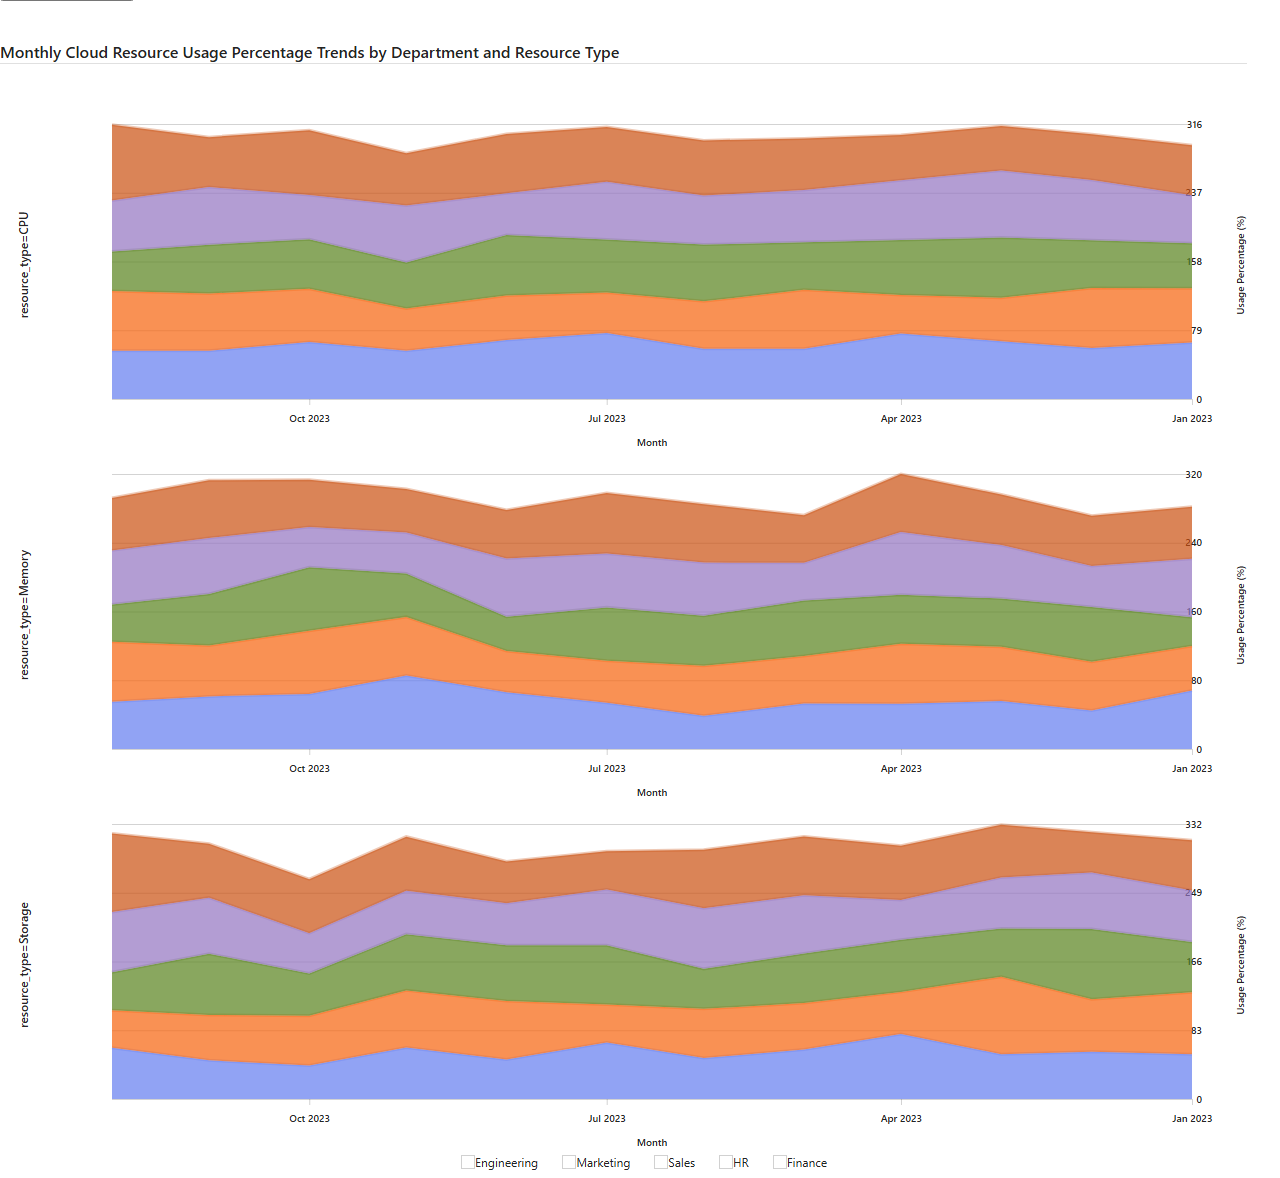 Monthly Cloud Resource Usage Percentage Trends by Department and Resource Type
resource_type=CPU
316
237
158
79
0
Usage Percentage (%)
Oct 2023 Jul 2023 Apr 2023 Jan 2023
Month
resource_type=Memory
320
240
160
80
0
Usage Percentage (%)
Oct 2023 Jul 2023 Apr 2023 Jan 2023
Month
resource_type=Storage
332
249
166
83
0
Usage Percentage (%)
Oct 2023 Jul 2023 Apr 2023 Jan 2023
Month
Engineering Marketing Sales HR Finance